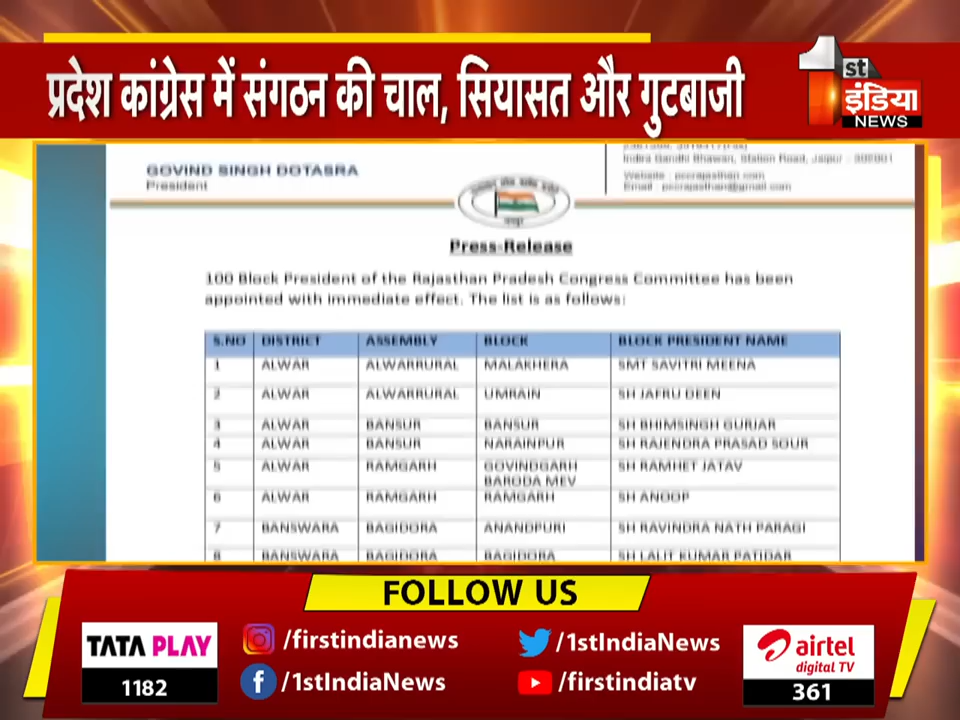 प्रदेश कांग्रेस में संगठन की चाल, सियासत और गुटबाजी
1st
इंडिया
NEWS
GOVIND SINGH DOTASRA
President
Indra Gandhi Bhawan, Station Road, Jaipur - 302001
Website : pccrajasthan.com
Email : pccrajasthan@gmail.com
Press-Release
100 Block President of the Rajasthan Pradesh Congress Committee has been
appointed with immediate effect. The list is as follows:
S.NO DISTRICT ASSEMBLY BLOCK BLOCK PRESIDENT NAME
1 ALWAR ALWARRURAL MALAKHERA SMT SAVITRI MEENA
2 ALWAR ALWARRURAL UMRAIN SH JAFRU DEEN
3 ALWAR BANSUR BANSUR SH BHIMSINGH GURJAR
4 ALWAR BANSUR NARAINPUR SH RAJENDRA PRASAD SOUR
5 ALWAR RAMGARH GOVINDGARH SH RAMHET JATAV
BARODA MEV
6 ALWAR RAMGARH RAMGARH SH ANOOP
7 BANSWARA BAGIDORA ANANDPURI SH RAVINDRA NATH PARAGI
8 BANSWARA BAGIDORA BAGIDORA SH LALIT KUMAR PATIDAR
FOLLOW US
TATA PLAY
1182
/firstindianews
/1stIndiaNews
/1stIndiaNews
/firstindiatv
airtel
digital TV
361